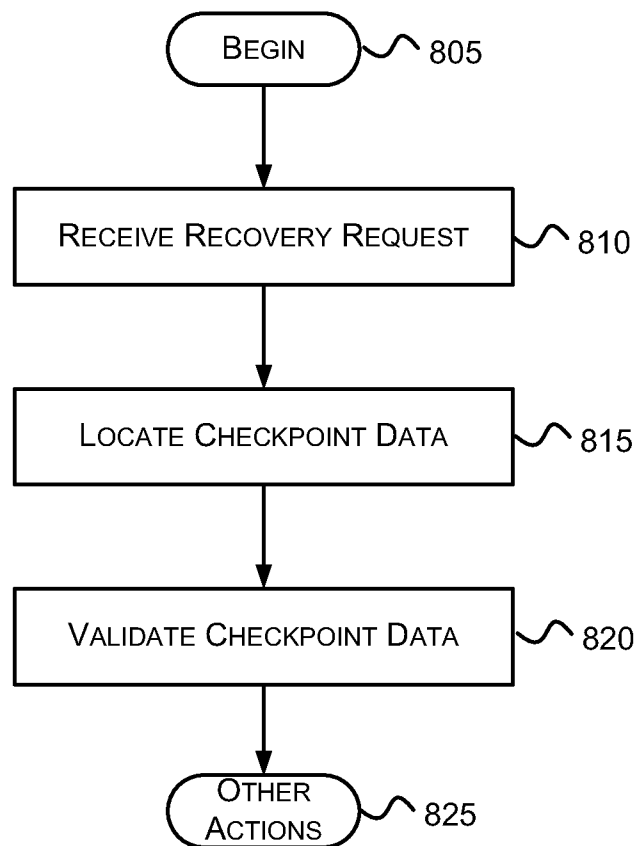 BEGIN
805
RECEIVE RECOVERY REQUEST
810
LOCATE CHECKPOINT DATA
815
VALIDATE CHECKPOINT DATA
820
OTHER
ACTIONS
825